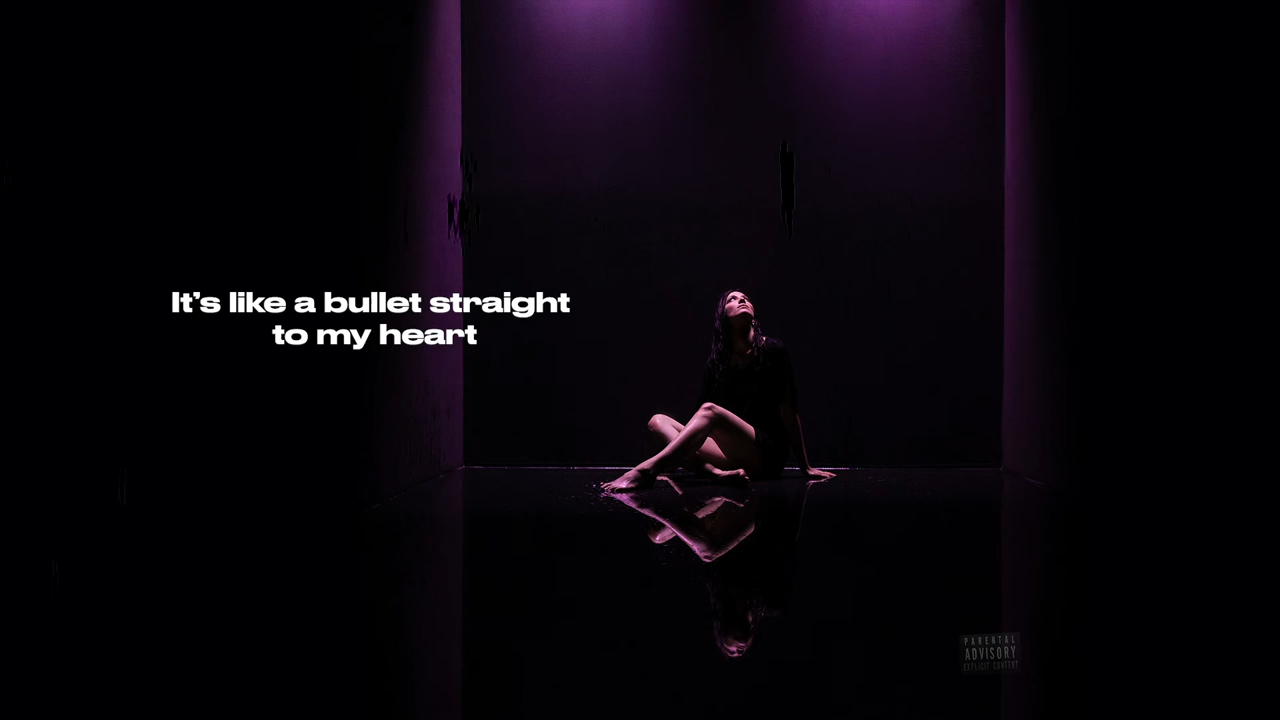 It's like a bullet straight
to my heart
PARENTAL
ADVISORY
EXPLICIT CONTENT